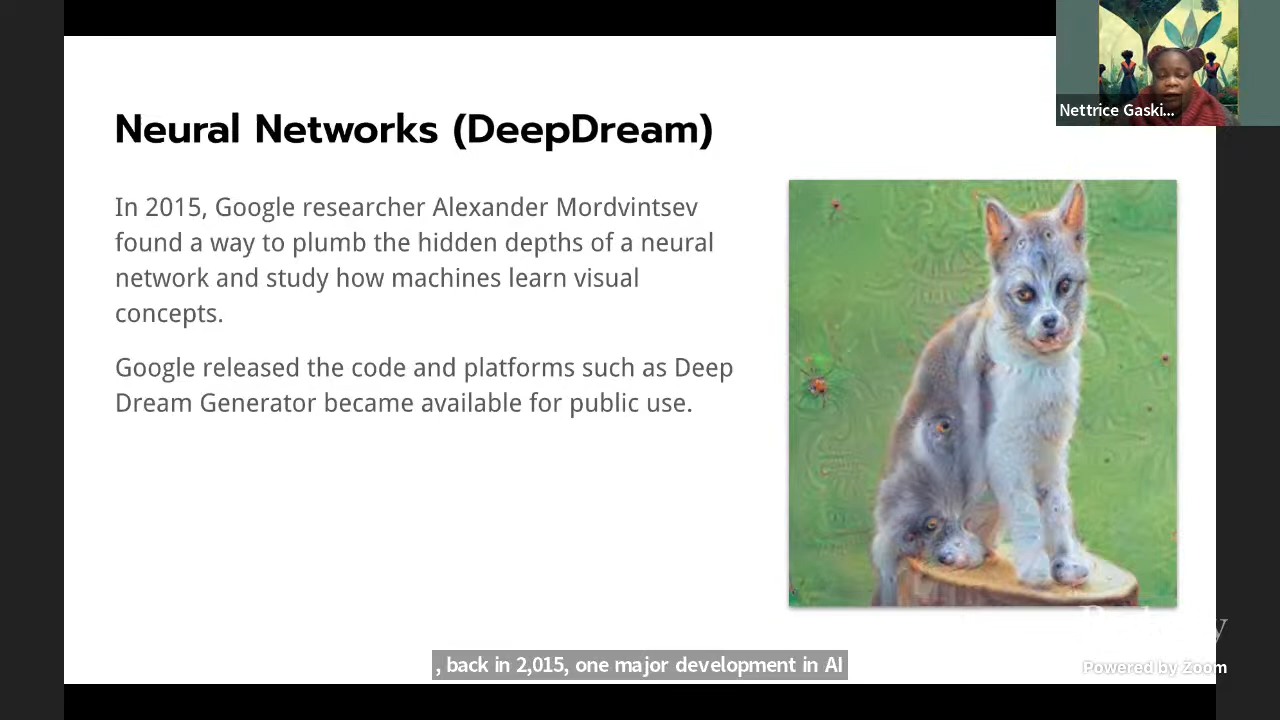 Nettrice Gaski...
Neural Networks (DeepDream)
In 2015, Google researcher Alexander Mordvintsev
found a way to plumb the hidden depths of a neural
network and study how machines learn visual
concepts.
Google released the code and platforms such as Deep
Dream Generator became available for public use.
, back in 2,015, one major development in AI
Powered by Zoom